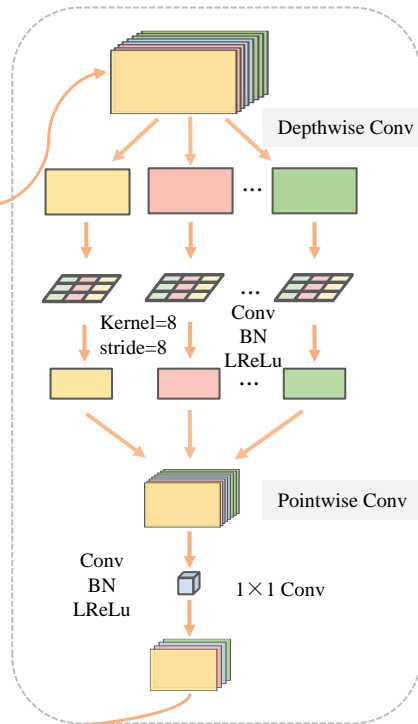 Depthwise Conv
...
...
Kernel=8
stride=8
Conv
BN
LReLu
...
Pointwise Conv
Conv
BN
LReLu
1×1 Conv